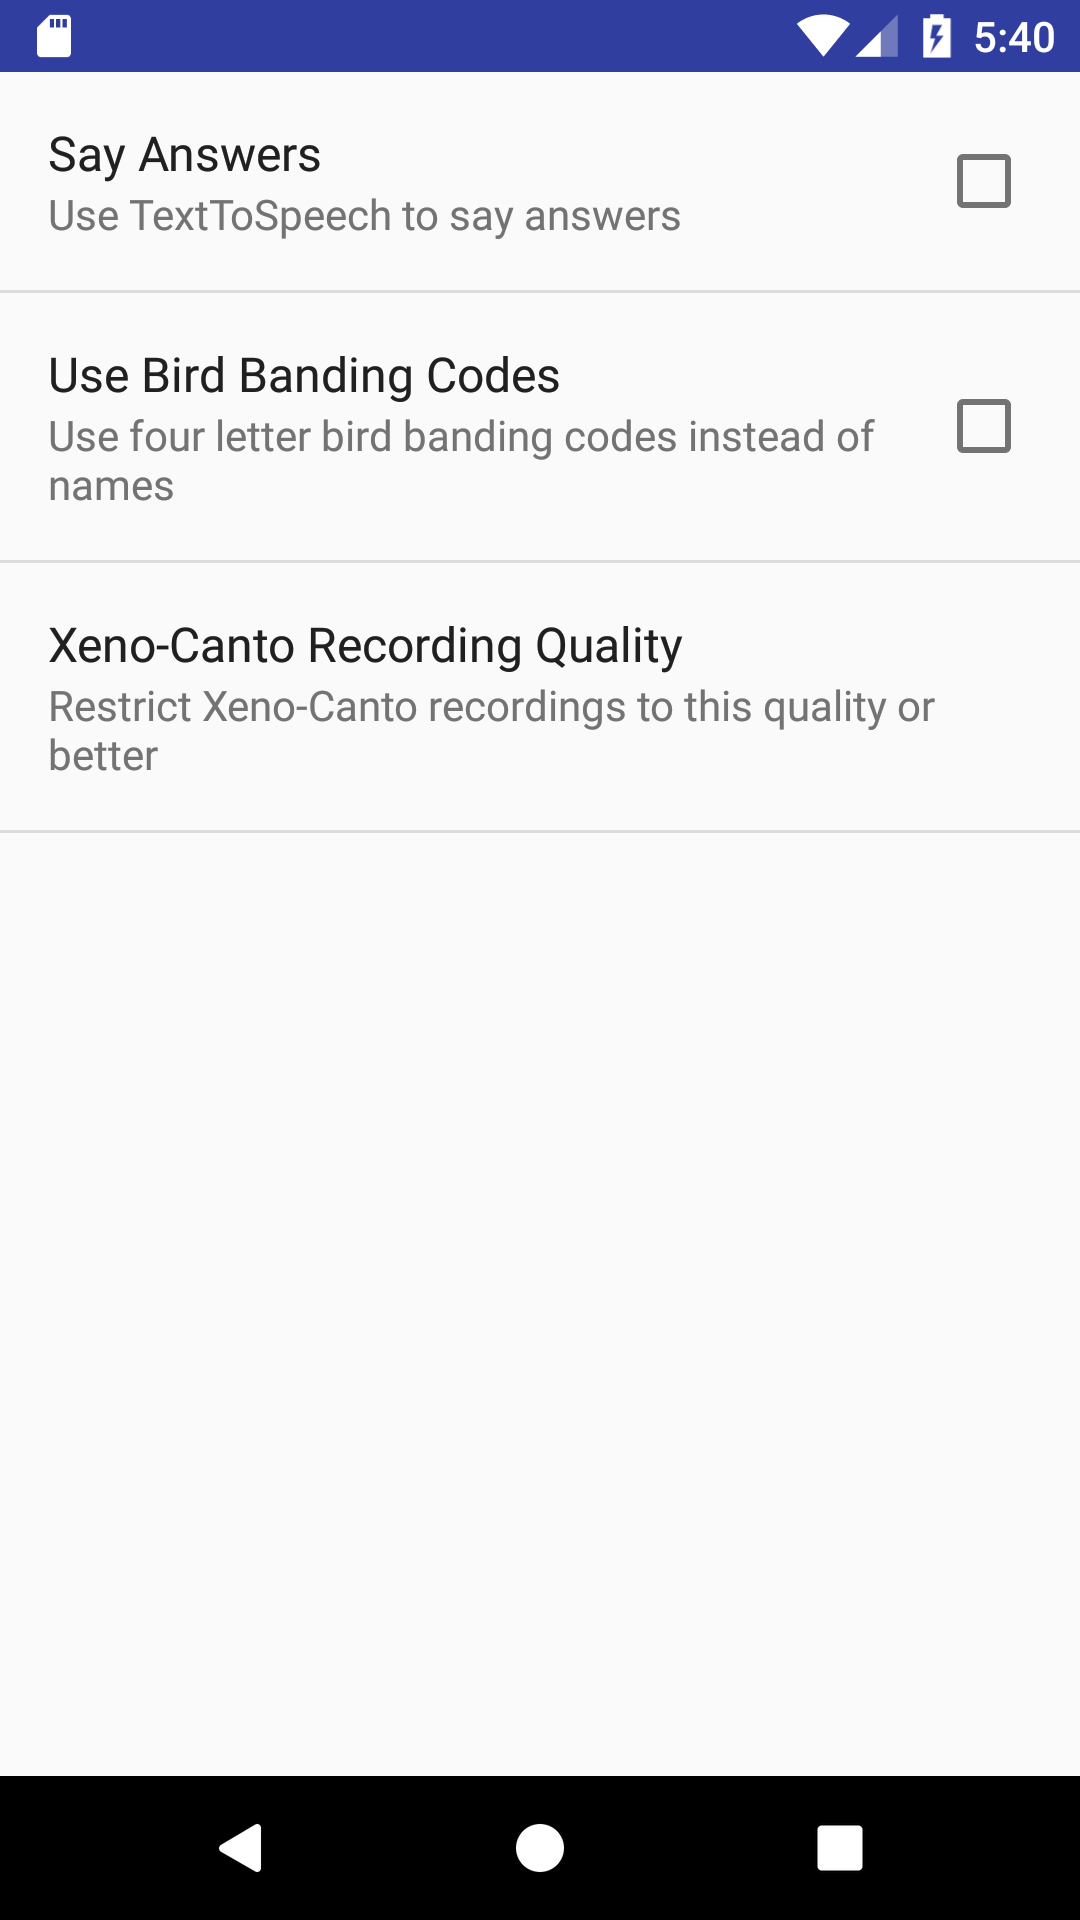 5:40
Say Answers
Use TextToSpeech to say answers
Use Bird Banding Codes
Use four letter bird banding codes instead of
names
Xeno-Canto Recording Quality
Restrict Xeno-Canto recordings to this quality or
better